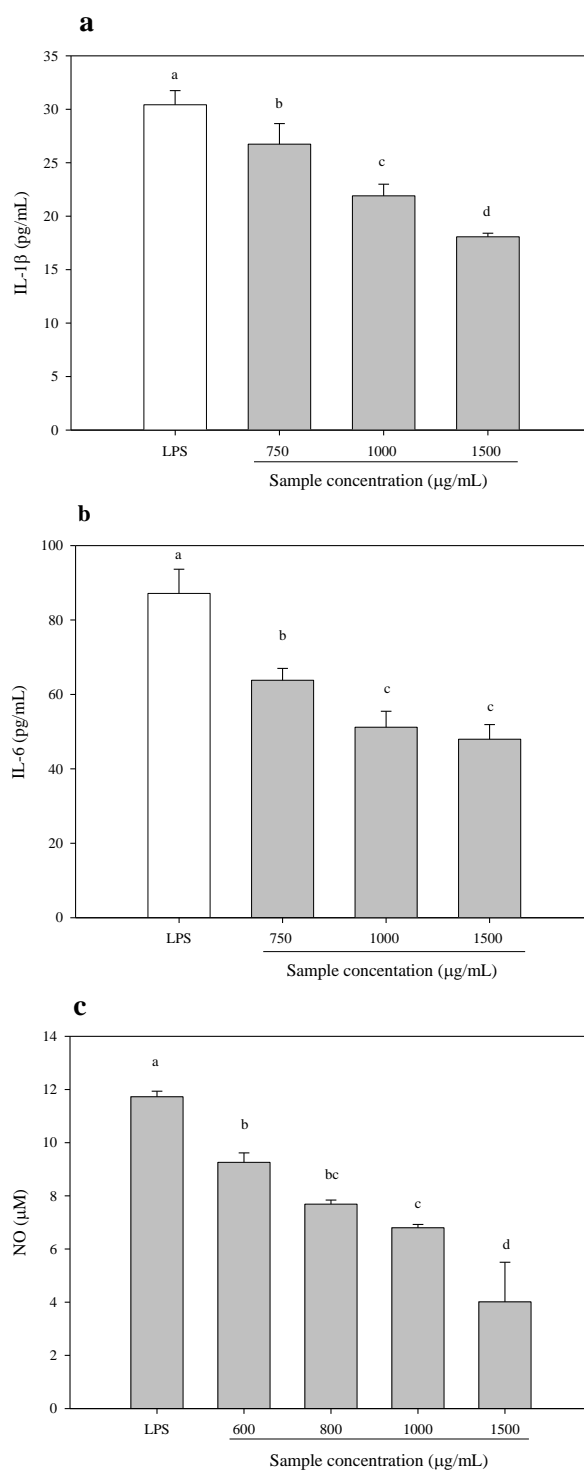 a
35
30
25
20
15
10
5
0
IL-1β (pg/mL)
a
b
c
d
LPS 750 1000 1500
Sample concentration (μg/mL)
b
100
80
60
40
20
0
IL-6 (pg/mL)
a
b
c
c
LPS 750 1000 1500
Sample concentation (μg/mL)
c
14
12
10
8
6
4
2
0
NO (μM)
a
b
bc
c
d
LPS 600 800 1000 1500
Sample concentration (μg/mL)